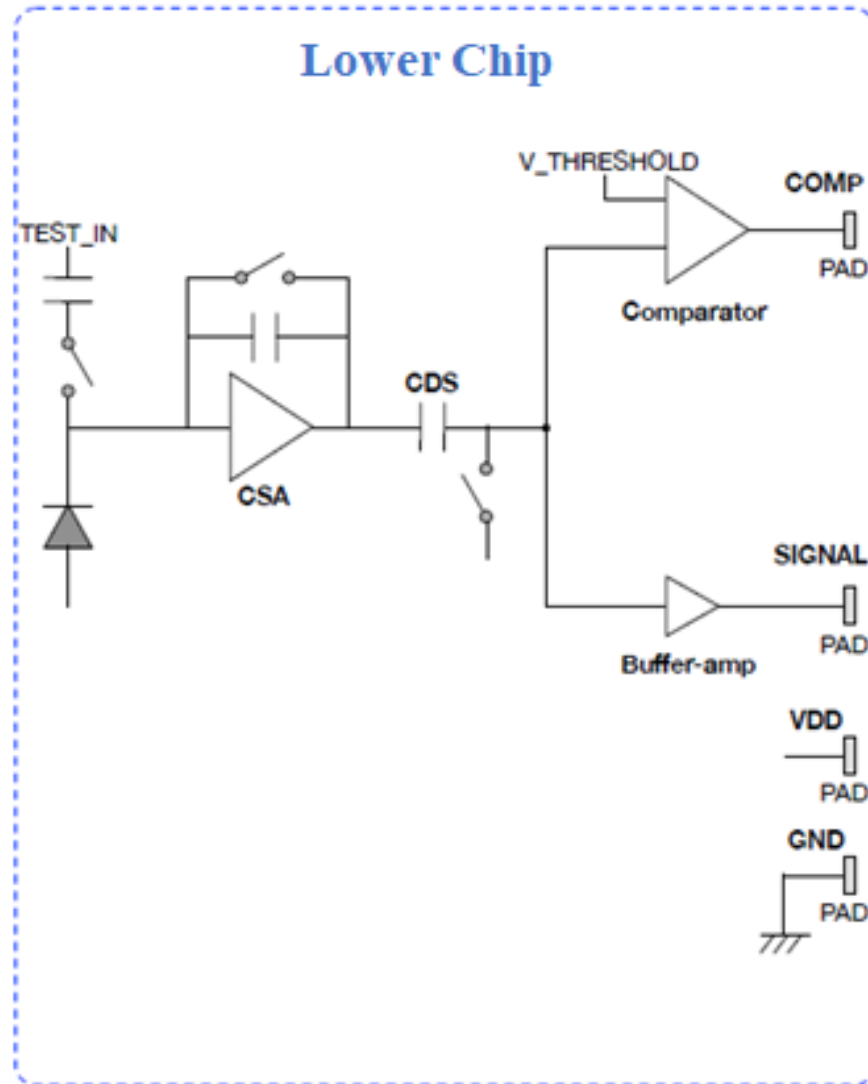 Lower Chip
V_THRESHOLD
COMP
TEST_IN
PAD
Comparator
CDS
CSA
SIGNAL
PAD
Buffer-amp
VDD
PAD
GND
PAD